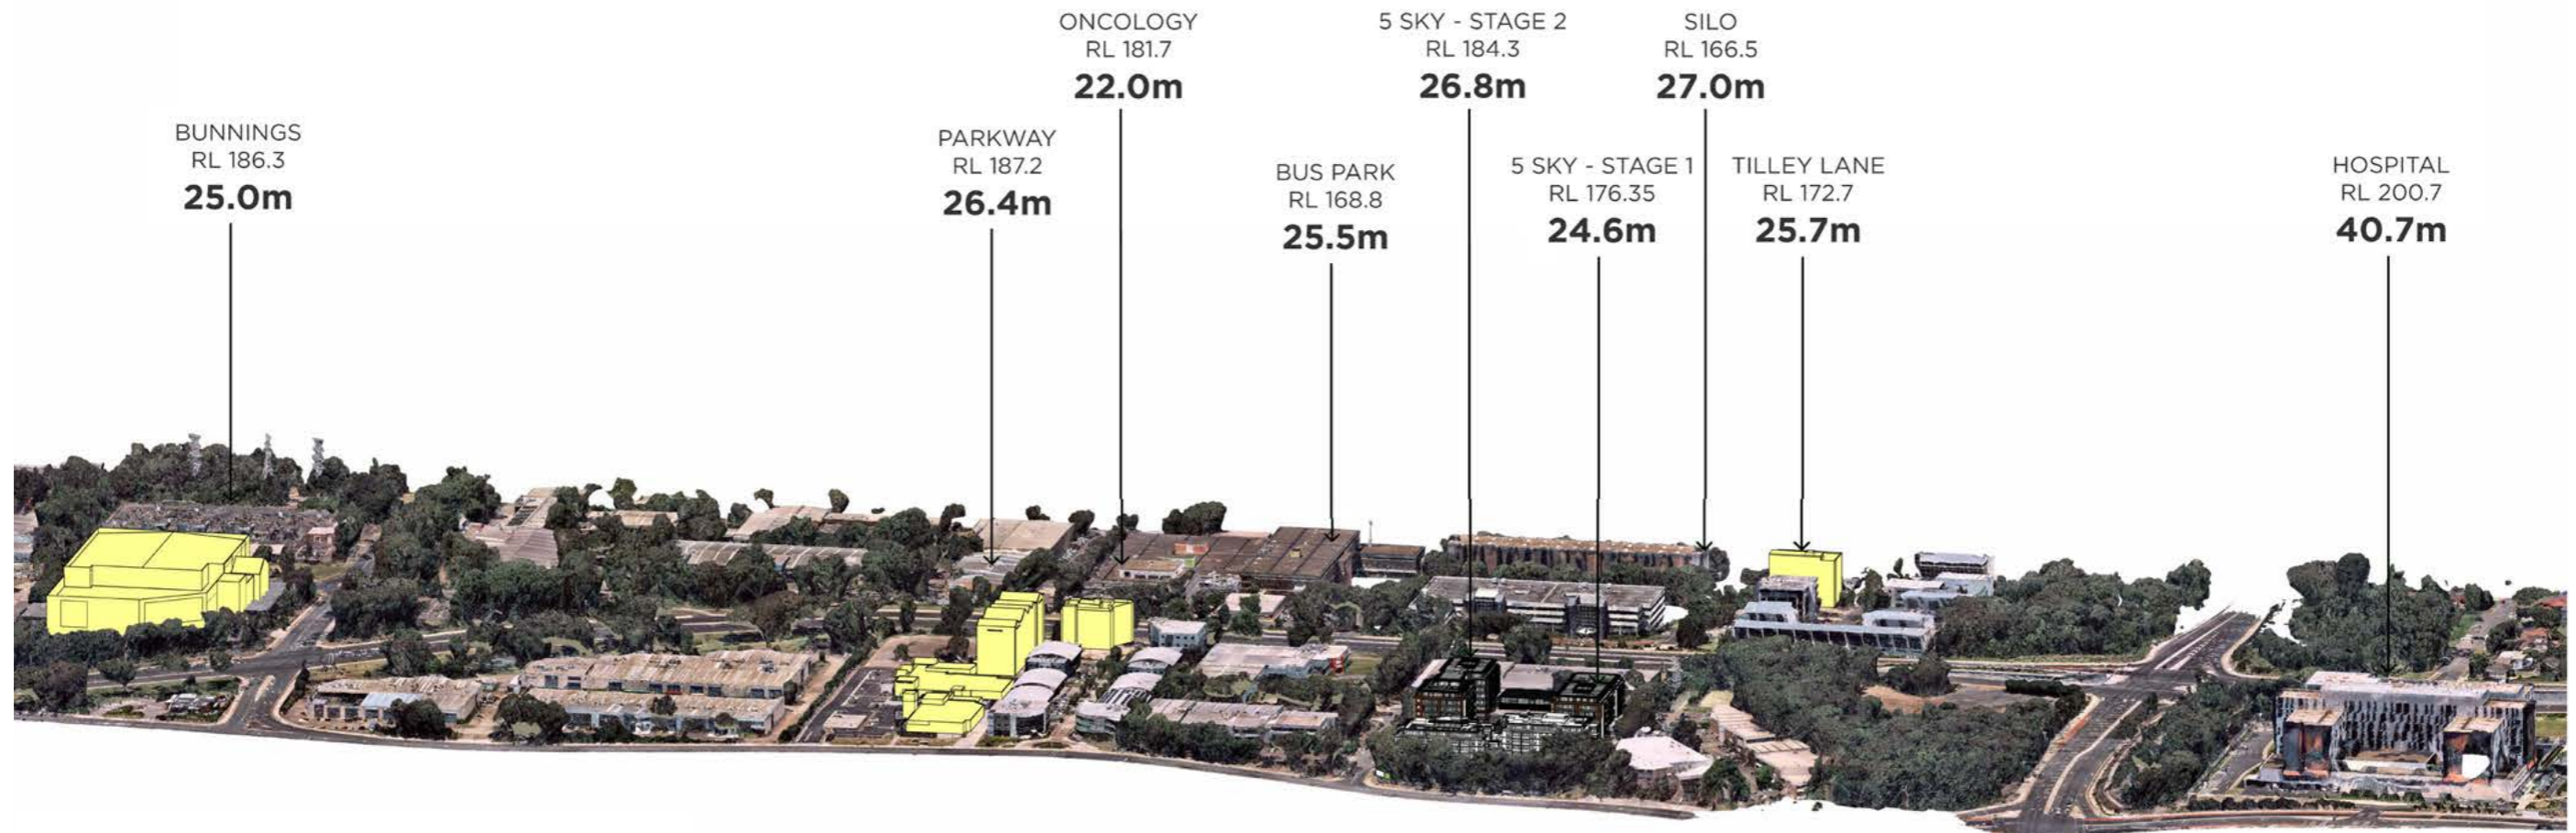 BUNNINGS
RL 186.3
25.0m
PARKWAY
RL 187.2
26.4m
ONCOLOGY
RL 181.7
22.0m
BUS PARK
RL 168.8
25.5m
5 SKY - STAGE 2
RL 184.3
26.8m
5 SKY - STAGE 1
RL 176.35
24.6m
SILO
RL 166.5
27.0m
TILLEY LANE
RL 172.7
25.7m
HOSPITAL
RL 200.7
40.7m